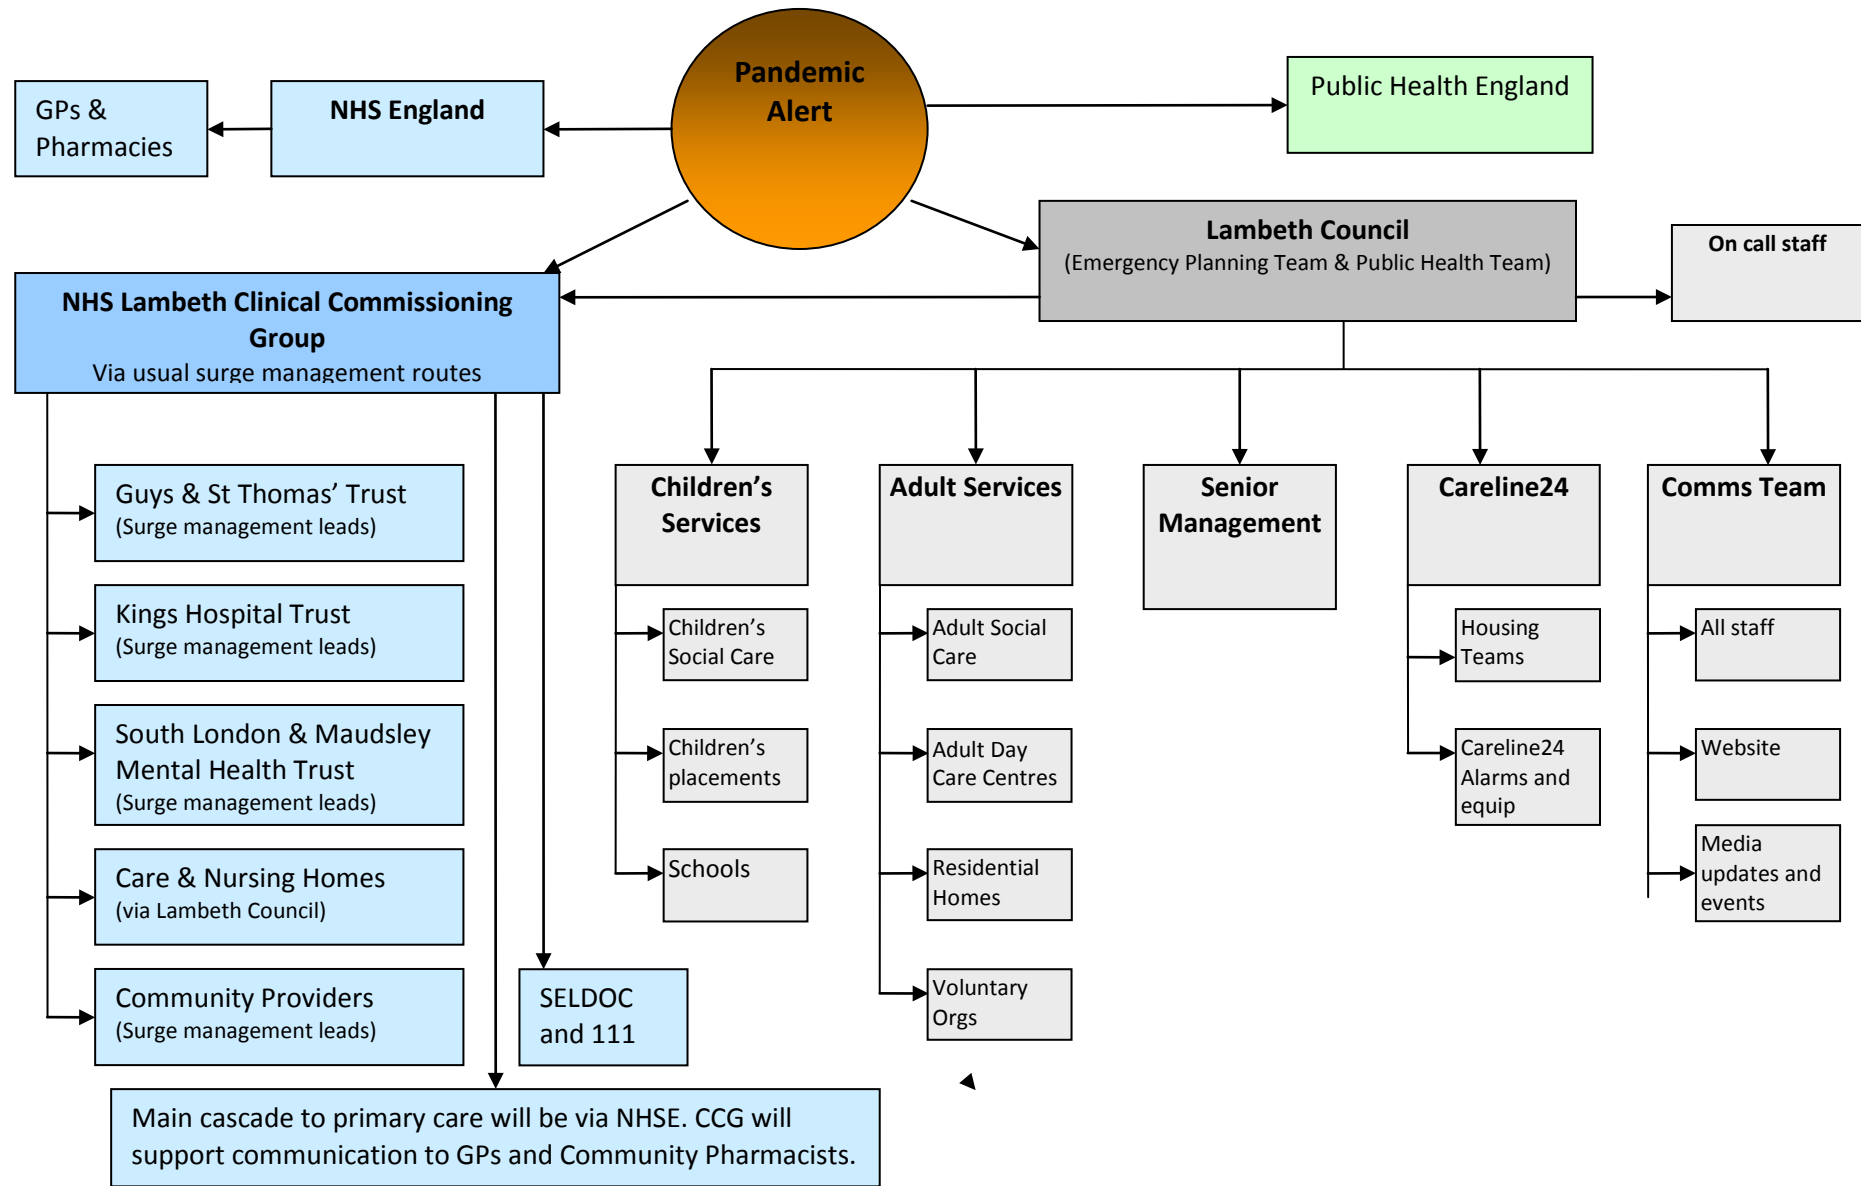 Pandemic
Alert
Public Health England
GPs &
Pharmacies
NHS England
Lambeth Council
(Emergency Planning Team & Public Health Team)
On call staff
NHS Lambeth Clinical Commissioning
Group
Via usual surge management routes
Guys & St Thomas’ Trust
(Surge management leads)
Kings Hospital Trust
(Surge management leads)
South London & Maudsley
Mental Health Trust
(Surge management leads)
Care & Nursing Homes
(via Lambeth Council)
Community Providers
(Surge management leads)
SELDOC
and 111
Main cascade to primary care will be via NHSE. CCG will
support communication to GPs and Community Pharmacists.
Children’s
Services
Children’s
Social Care
Children’s
placements
Schools
Adult Services
Adult Social
Care
Adult Day
Care Centres
Residential
Homes
Voluntary
Orgs
Senior
Management
Careline24
Housing
Teams
Careline24
Alarms and
equip
Comms Team
All staff
Website
Media
updates and
events